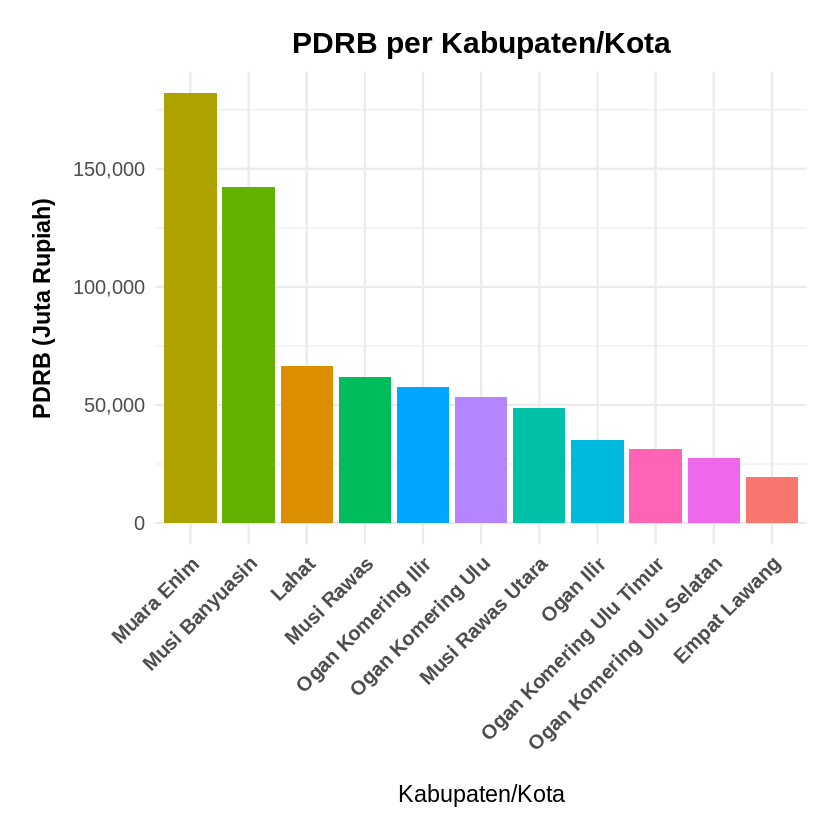 PDRB per Kabupaten/Kota
PDRB (Juta Rupiah)
150,000
100,000
50,000
0
Muara Enim
Musi Banyuasin
Lahat
Musi Rawas
Ogan Komering Ilir
Ogan Komering Ulu
Musi Rawas Utara
Ogan Ilir
Ogan Komering Ulu Timur
Ogan Komering Ulu Selatan
Empat Lawang
Kabupaten/Kota